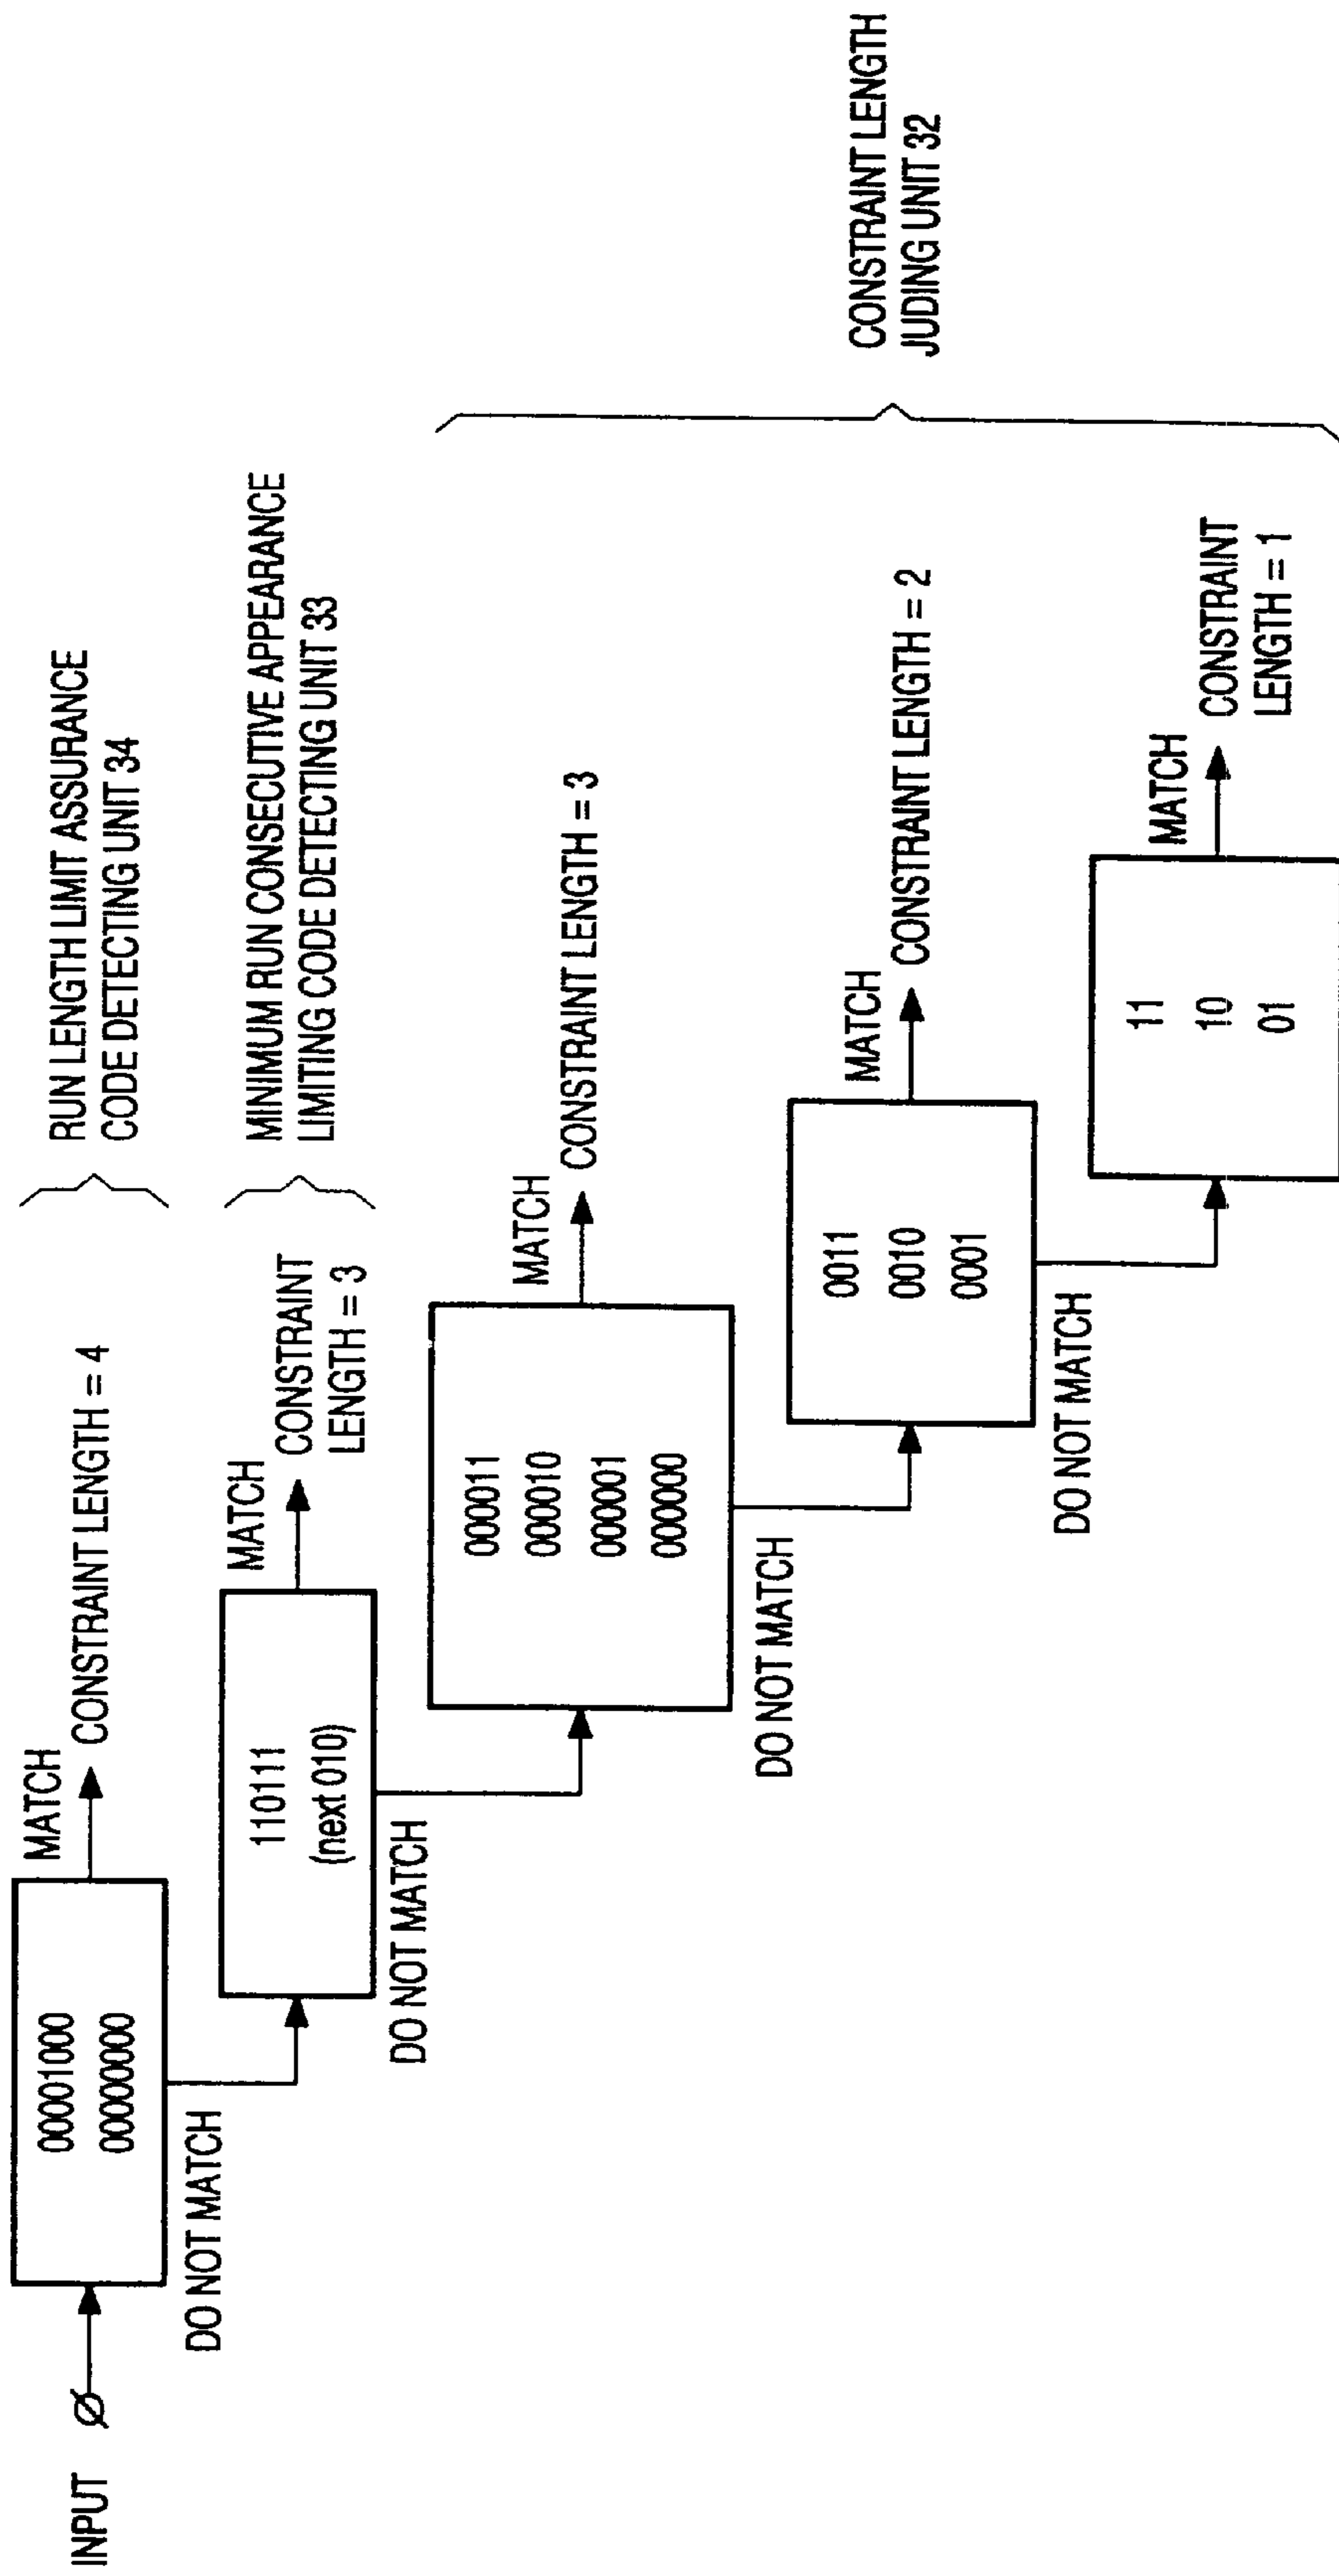 INPUT Ø
00001000
00000000
MATCH
CONSTRAINT LENGTH = 4
RUN LENGTH LIMIT ASSURANCE
CODE DETECTING UNIT 34
DO NOT MATCH
110111
(next 010)
MATCH
CONSTRAINT
LENGTH = 3
MINIMUM RUN CONSECUTIVE APPEARANCE
LIMITING CODE DETECTING UNIT 33
DO NOT MATCH
000011
000010
000001
000000
MATCH
CONSTRAINT LENGTH = 3
DO NOT MATCH
0011
0010
0001
MATCH
CONSTRAINT LENGTH = 2
DO NOT MATCH
11
10
01
MATCH
CONSTRAINT
LENGTH = 1
CONSTRAINT LENGTH
JUDING UNIT 32